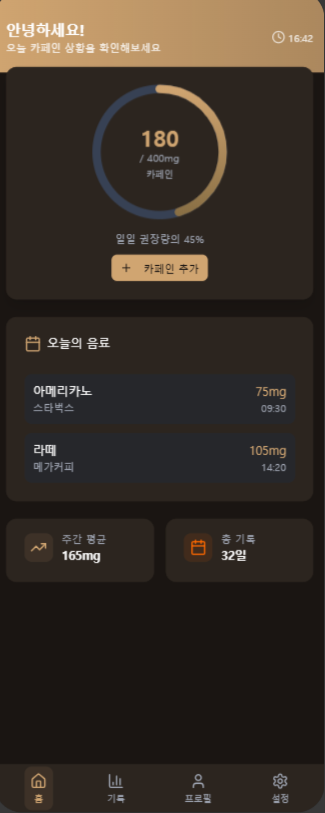 안녕하세요!
오늘 카페인 상황을 확인해보세요
16:42
180
/ 400mg
카페인
일일 권장량의 45%
+ 카페인 추가
오늘의 음료
아메리카노 75mg
스타벅스 09:30
라떼 105mg
메가커피 14:20
주간 평균
165mg
총 기록
32일
홈 기록 프로필 설정